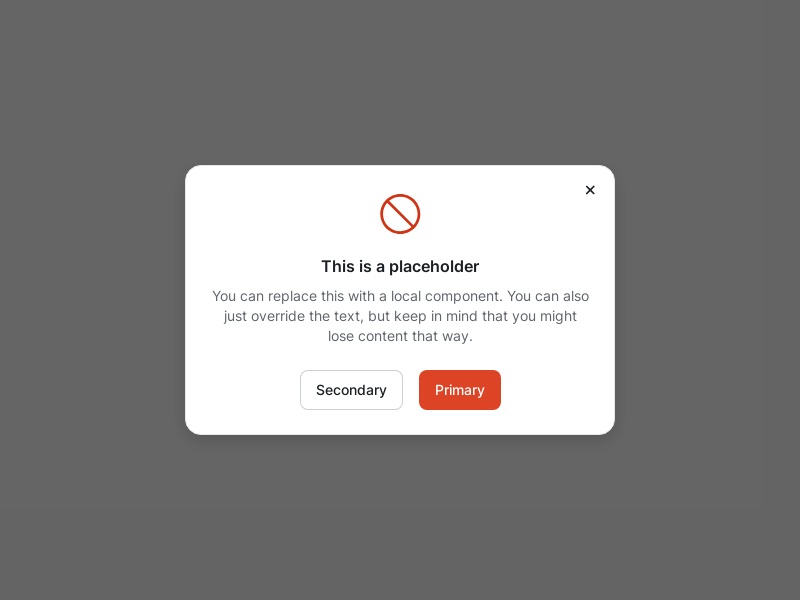 This is a placeholder
You can replace this with a local component. You can also
just override the text, but keep in mind that you might
lose content that way.
Secondary
Primary